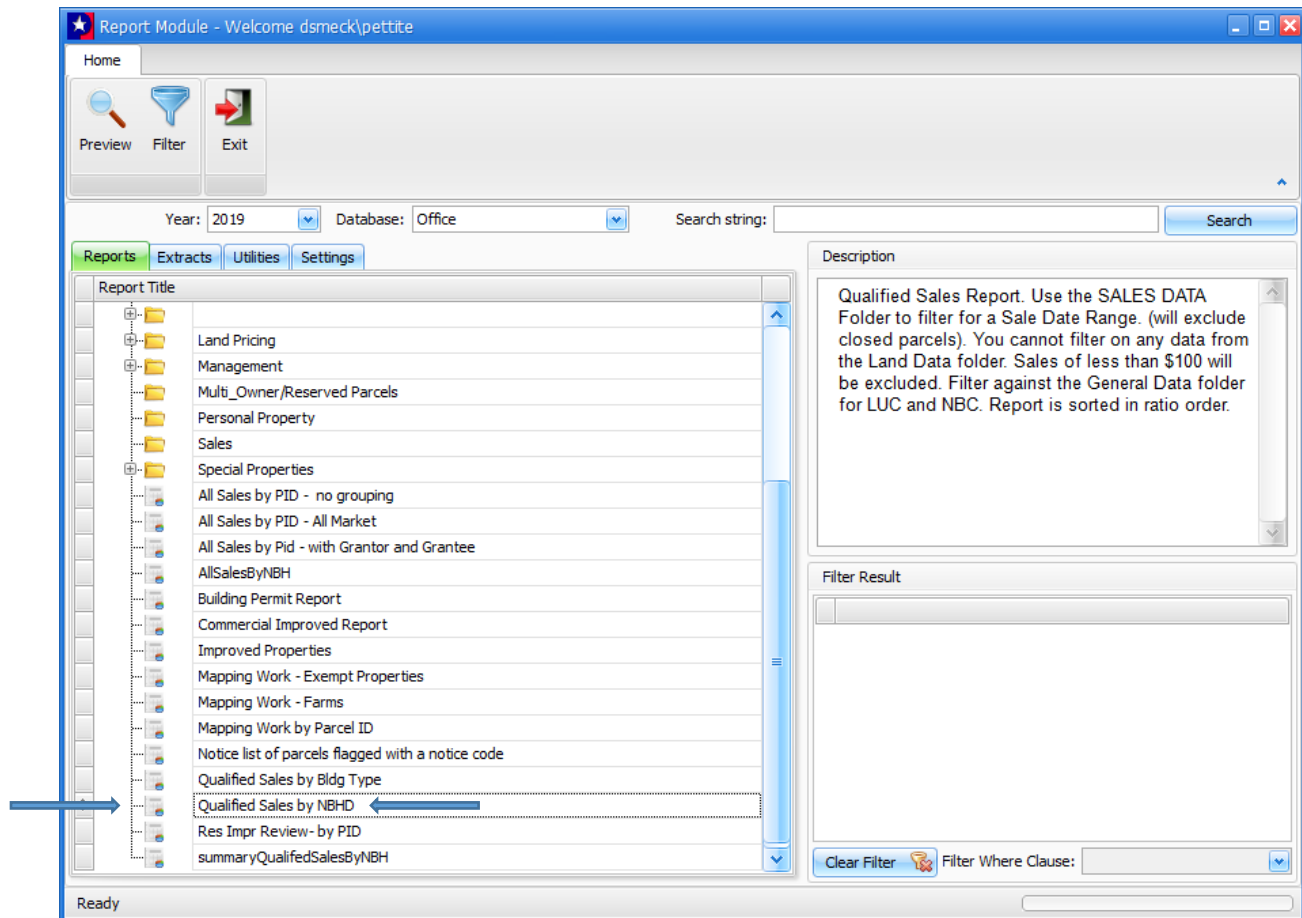 Report Module - Welcome dsmeck\pettite
Home
Preview Filter Exit
Year: 2019 Database: Office Search string: Search
Reports Extracts Utilities Settings
Report Title
Land Pricing
Management
Multi_Owner/Reserved Parcels
Personal Property
Sales
Special Properties
All Sales by PID - no grouping
All Sales by PID - All Market
All Sales by Pid - with Grantor and Grantee
AllSalesByNBH
Building Permit Report
Commercial Improved Report
Improved Properties
Mapping Work - Exempt Properties
Mapping Work - Farms
Mapping Work by Parcel ID
Notice list of parcels flagged with a notice code
Qualified Sales by Bldg Type
Qualified Sales by NBHD
Res Impr Review- by PID
summaryQualifedSalesByNBH
Description
Qualified Sales Report. Use the SALES DATA
Folder to filter for a Sale Date Range. (will exclude
closed parcels). You cannot filter on any data from
the Land Data folder. Sales of less than $100 will
be excluded. Filter against the General Data folder
for LUC and NBC. Report is sorted in ratio order.
Filter Result
Clear Filter Filter Where Clause:
Ready